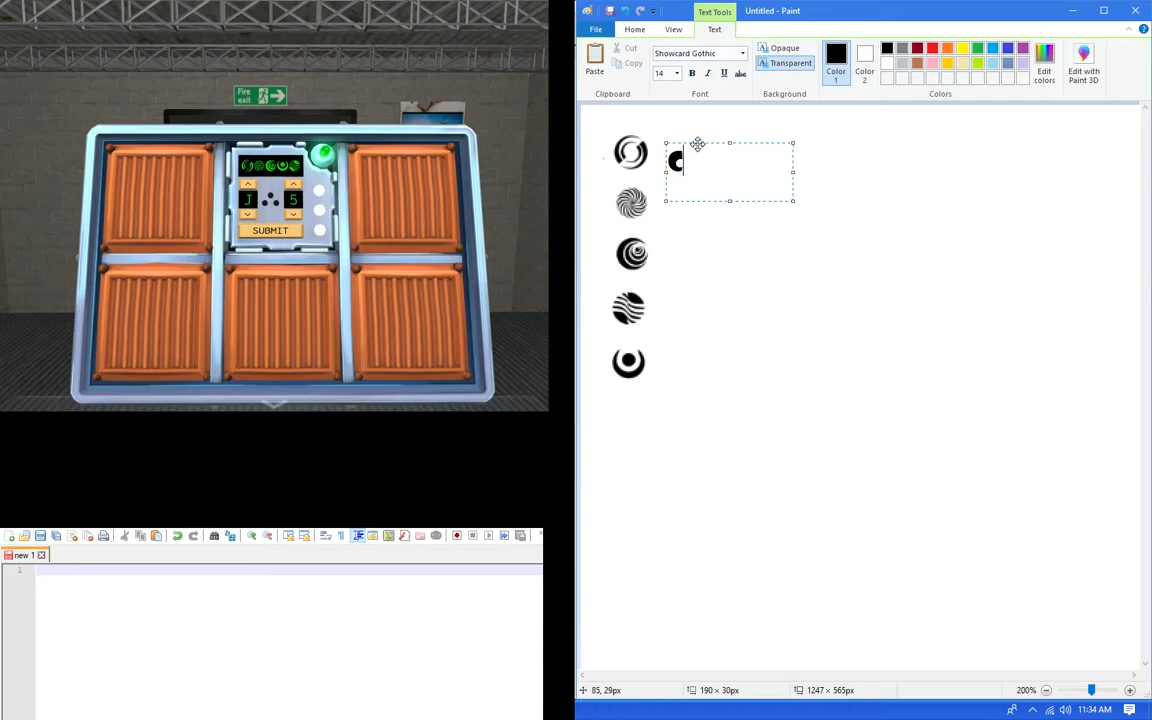 Fire
exit
J
5
SUBMIT
Text Tools
Untitled - Paint
File
Home
View
Text
Paste
Cut
Copy
Showcard Gothic
14
B I U abc
Opaque
Transparent
Color 1
Color 2
Edit colors
Edit with Paint 3D
Clipboard
Font
Background
Colors
C
new 1
1
85, 29px
190 × 30px
1247 × 565px
200%
11:34 AM